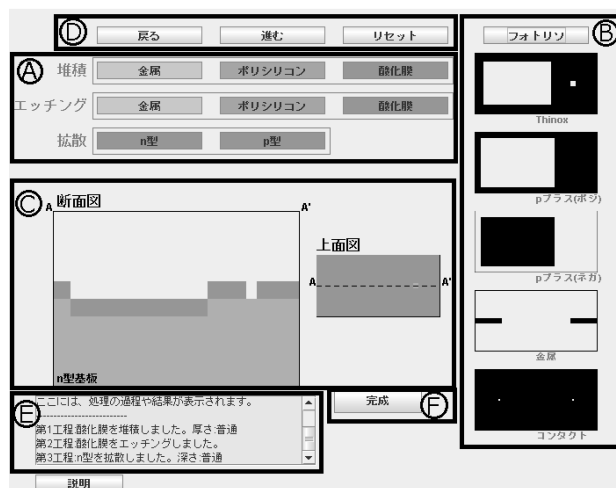 D
戻る 進む リセット
A
堆積 金属 ポリシリコン 酸化膜
エッチング 金属 ポリシリコン 酸化膜
拡散 n型 p型
B
フォトリソ
Thinox
pプラス(ポジ)
pプラス(ネガ)
金属
コンタクト
C
断面図
A A'
上面図
A A'
n型基板
E
ここには、処理の過程や結果が表示されます。
------------------------
第1工程:酸化膜を堆積しました。厚さ:普通
第2工程:酸化膜をエッチングしました。
第3工程:n型を拡散しました。深さ:普通
完成
F
説明